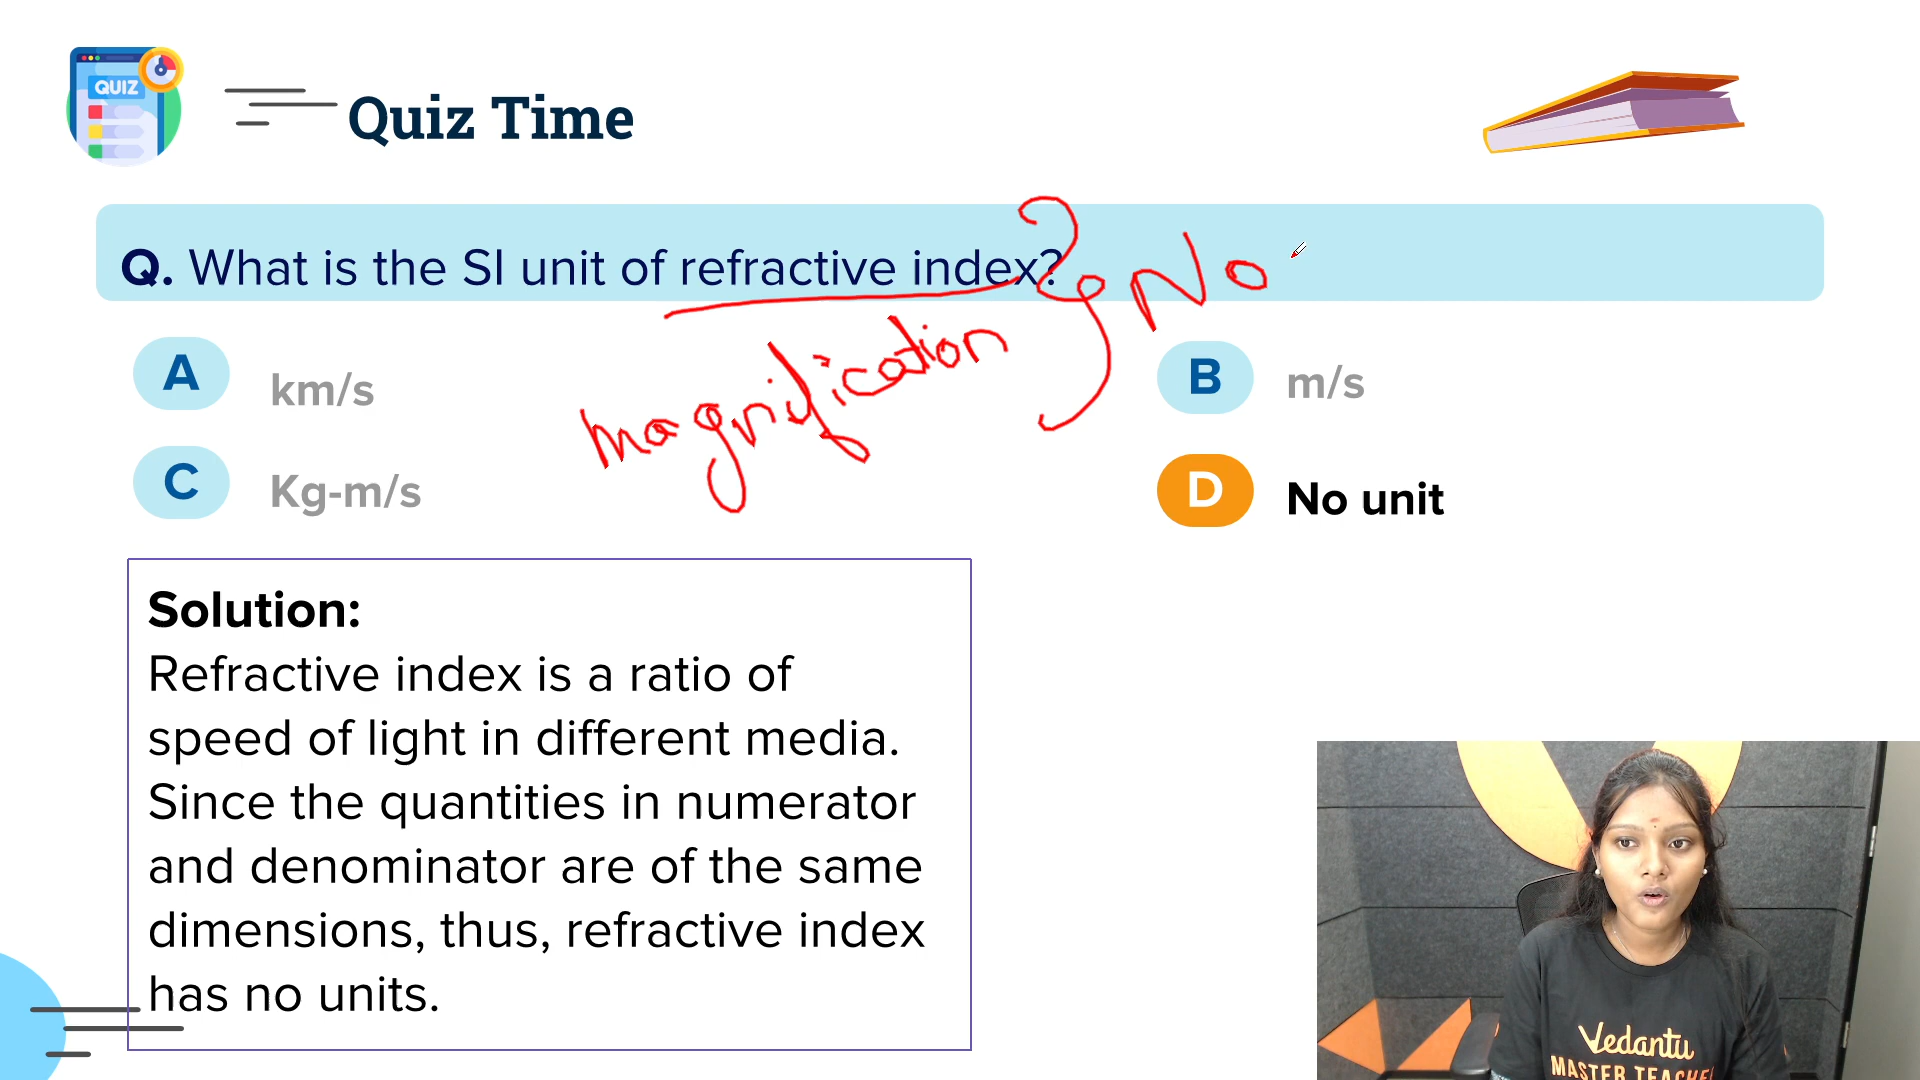 QUIZ
Quiz Time
Q. What is the SI unit of refractive index?
No
magnification
A km/s
B m/s
C Kg-m/s
D No unit
Solution:
Refractive index is a ratio of
speed of light in different media.
Since the quantities in numerator
and denominator are of the same
dimensions, thus, refractive index
has no units.
Vedantu
MASTER TEACHER